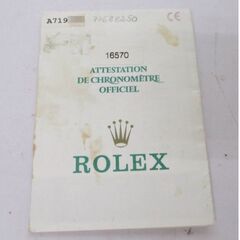 A719
CE
16570
ATTESTATION
DE CHRONOMÈTRE
OFFICIEL
ROLEX